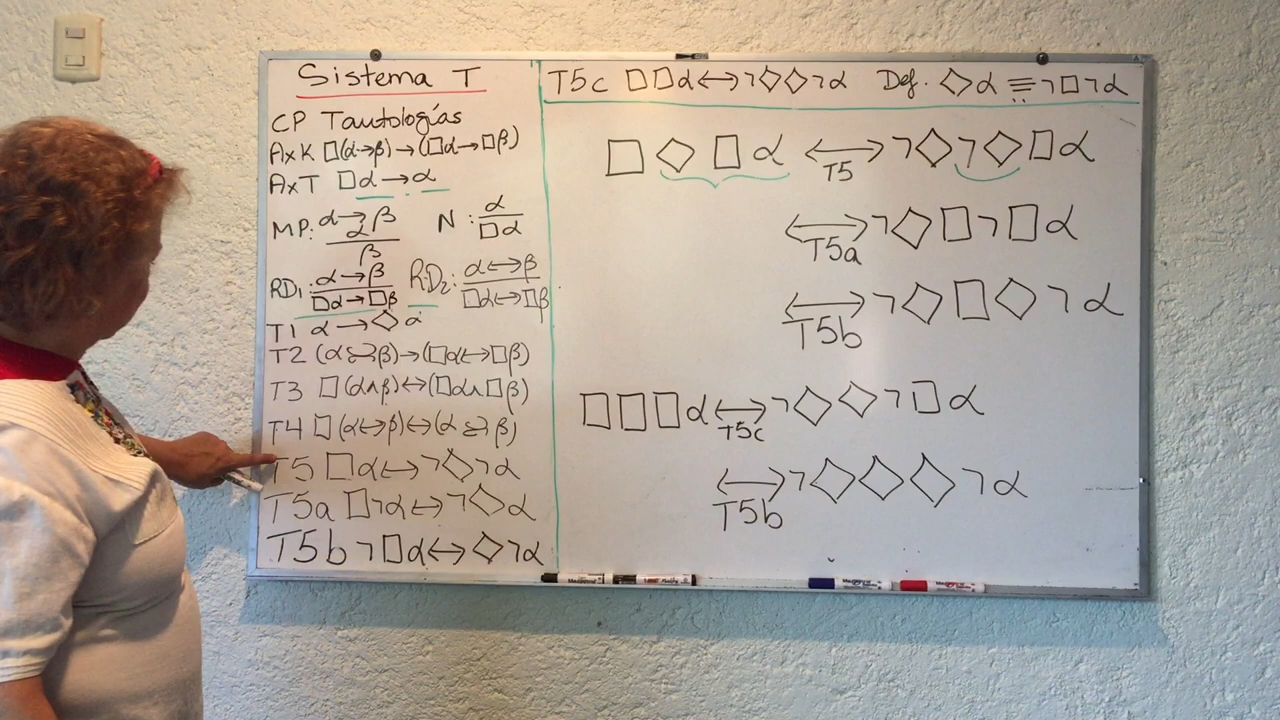 Sistema T
CP Tautologías
AxK □(α→β)→(□α→□β)
AxT □α→α
MP: α→β
α
β
N: α
□α
RD1: α→β
□α→□β
RD2: α↔β
□α↔□β
T1 α→◇α
T2 (α⥽β)→(□α↔□β)
T3 □(α∧β)↔(□α∧□β)
T4 □(α↔β)↔(α⥽β)
T5 □α↔¬◇¬α
T5a □¬α↔¬◇α
T5b ¬□α↔◇¬α
T5c □□α↔¬◇◇¬α Def. ◇α≡¬□¬α
□◇□α ↔ ¬◇¬◇□α
T5
↔ ¬◇□¬□α
T5a
↔ ¬◇□◇¬α
T5b
□□□α ↔ ¬◇◇¬□α
T5c
↔ ¬◇◇◇¬α
T5b